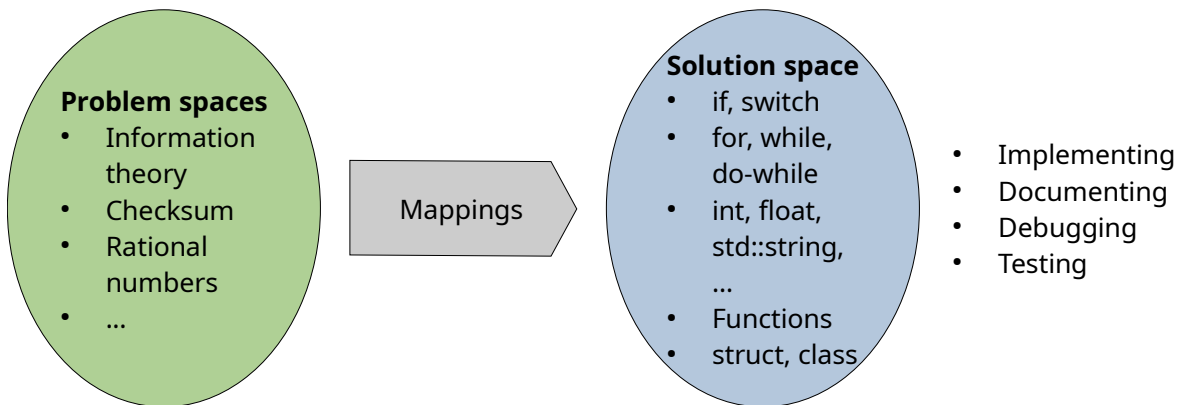 Problem spaces
• Information
theory
• Checksum
• Rational
numbers
• ...
Mappings
Solution space
• if, switch
• for, while,
do-while
• int, float,
std::string,
...
• Functions
• struct, class
• Implementing
• Documenting
• Debugging
• Testing